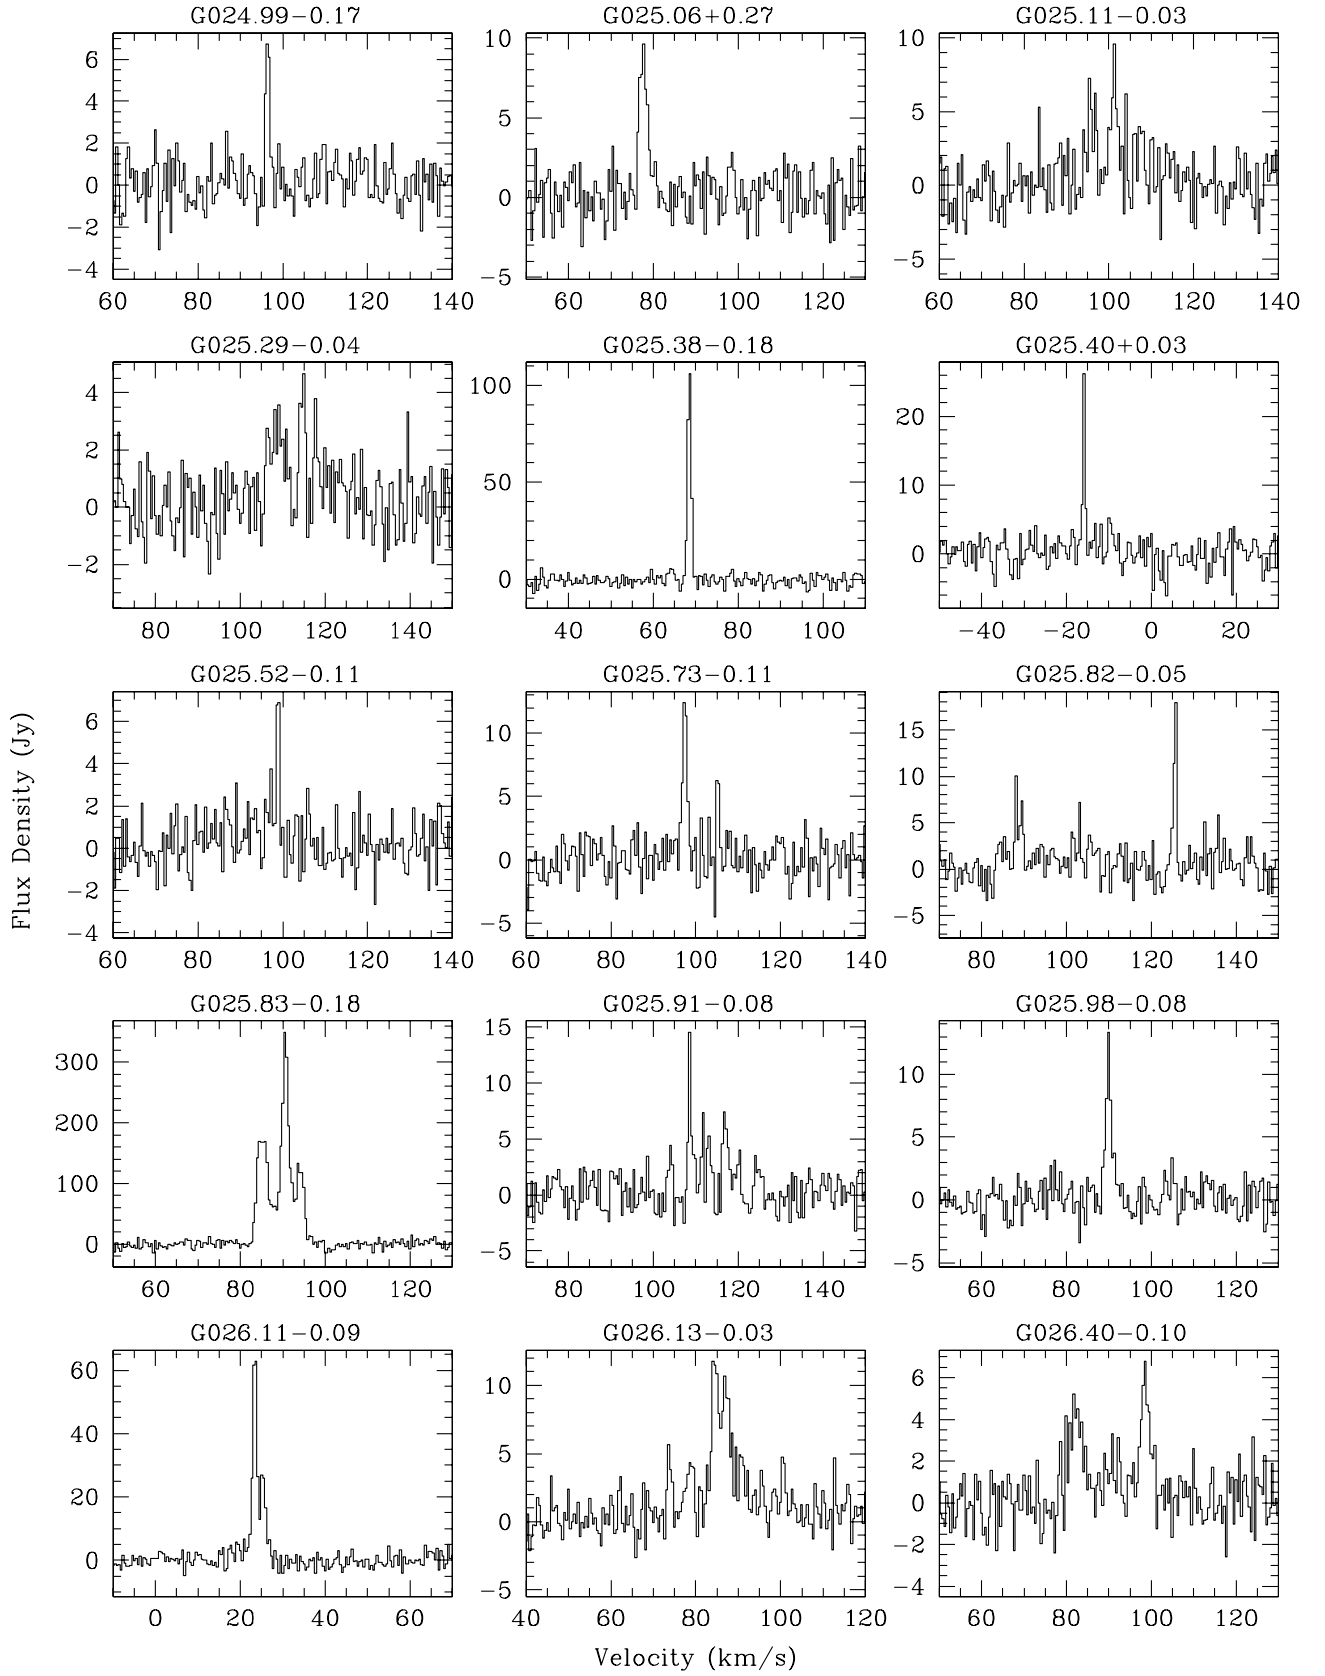 G024.99−0.17 G025.06+0.27 G025.11−0.03
6 4 2 0 −2 −4
10 5 0 −5
10 5 0 −5
60 80 100 120 140
60 80 100 120
60 80 100 120 140
G025.29−0.04 G025.38−0.18 G025.40+0.03
4 2 0 −2
100 50 0
20 10 0
80 100 120 140
40 60 80 100
−40 −20 0 20
G025.52−0.11 G025.73−0.11 G025.82−0.05
6 4 2 0 −2 −4
10 5 0 −5
15 10 5 0 −5
60 80 100 120 140
60 80 100 120 140
80 100 120 140
Flux Density (Jy)
G025.83−0.18 G025.91−0.08 G025.98−0.08
300 200 100 0
15 10 5 0 −5
10 5 0 −5
60 80 100 120
80 100 120 140
60 80 100 120
G026.11−0.09 G026.13−0.03 G026.40−0.10
60 40 20 0
10 5 0 −5
6 4 2 0 −2 −4
0 20 40 60
40 60 80 100 120
60 80 100 120
Velocity (km/s)